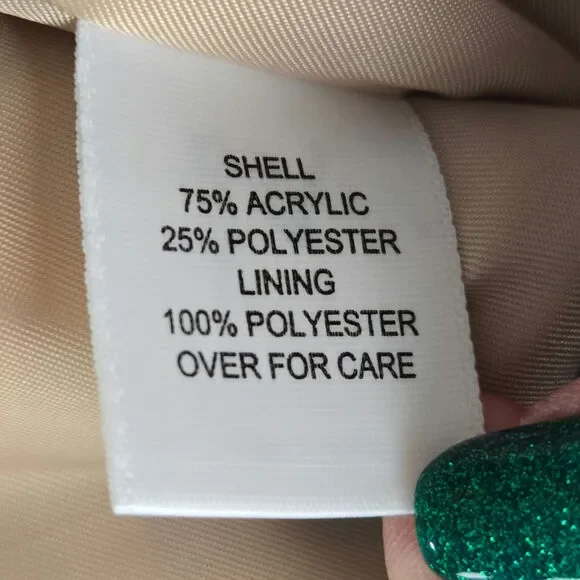 SHELL
75% ACRYLIC
25% POLYESTER
LINING
100% POLYESTER
OVER FOR CARE